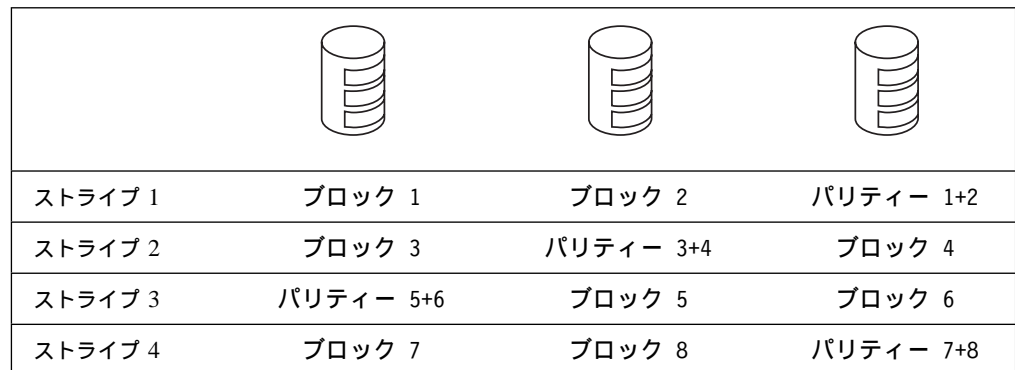 ストライプ 1 ブロック 1 ブロック 2 パリティー 1+2
ストライプ 2 ブロック 3 パリティー 3+4 ブロック 4
ストライプ 3 パリティー 5+6 ブロック 5 ブロック 6
ストライプ 4 ブロック 7 ブロック 8 パリティー 7+8